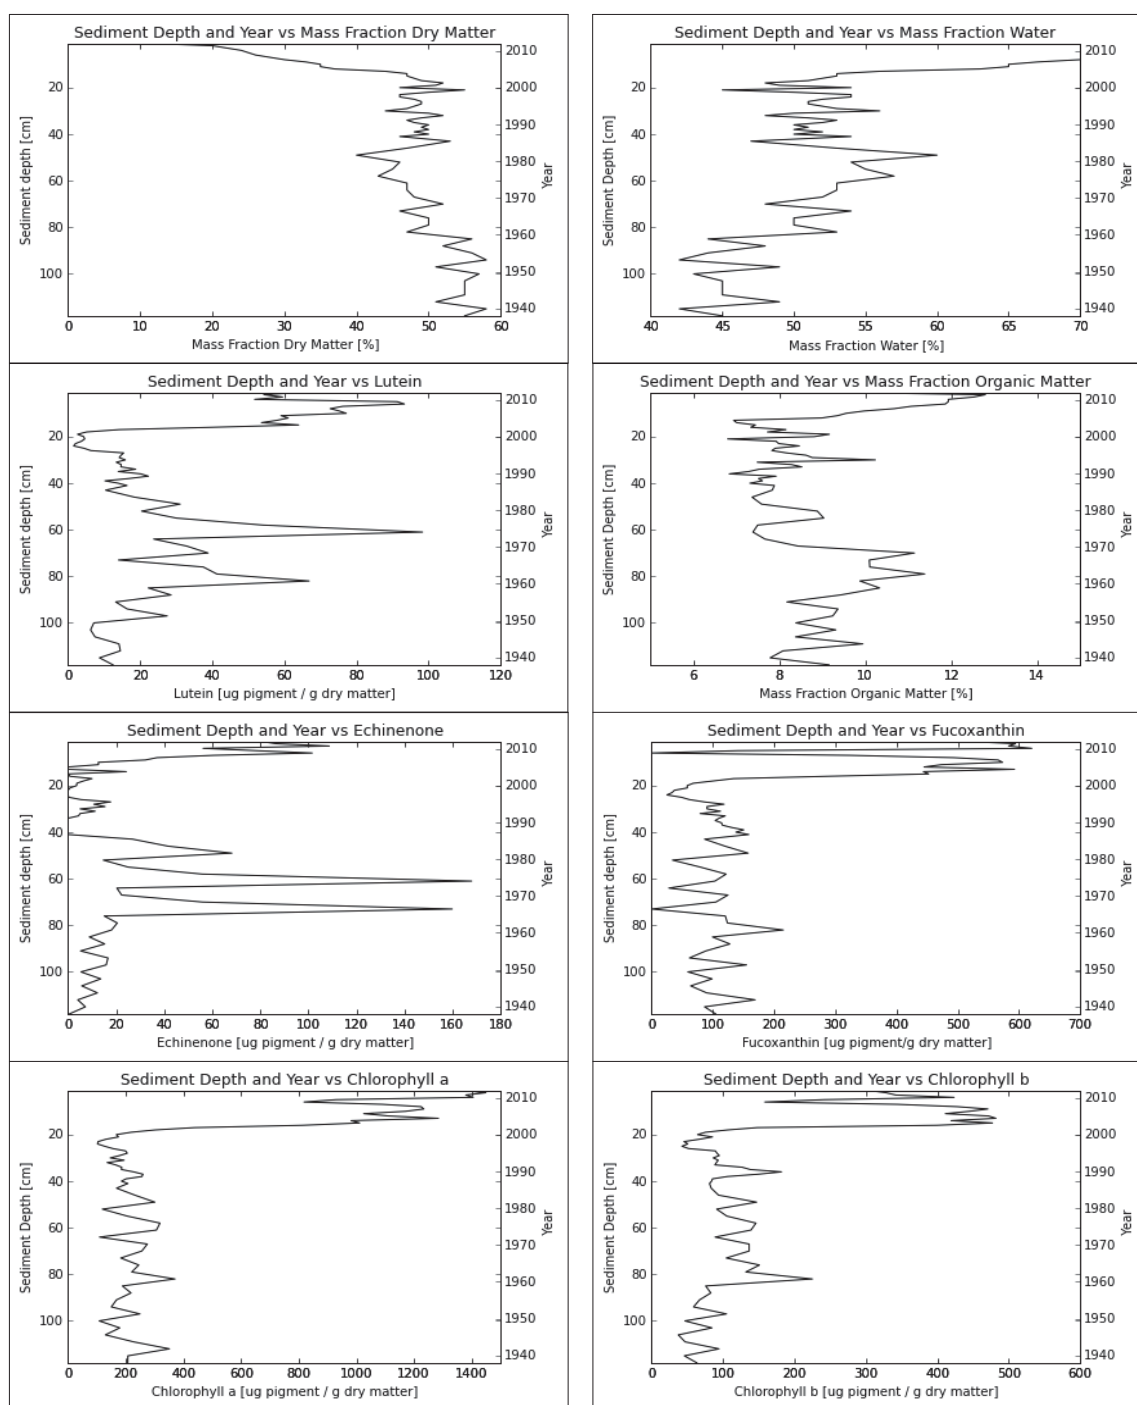 Sediment Depth and Year vs Mass Fraction Dry Matter
Sediment depth [cm]
20
40
60
80
100
2010
2000
1990
1980
1970
1960
1950
1940
Year
0 10 20 30 40 50 60
Mass Fraction Dry Matter [%]
Sediment Depth and Year vs Mass Fraction Water
Sediment Depth [cm]
20
40
60
80
100
2010
2000
1990
1980
1970
1960
1950
1940
Year
40 45 50 55 60 65 70
Mass Fraction Water [%]
Sediment Depth and Year vs Lutein
Sediment depth [cm]
20
40
60
80
100
2010
2000
1990
1980
1970
1960
1950
1940
Year
0 20 40 60 80 100 120
Lutein [ug pigment / g dry matter]
Sediment Depth and Year vs Mass Fraction Organic Matter
Sediment Depth [cm]
20
40
60
80
100
2010
2000
1990
1980
1970
1960
1950
1940
Year
6 8 10 12 14
Mass Fraction Organic Matter [%]
Sediment Depth and Year vs Echinenone
Sediment depth [cm]
20
40
60
80
100
2010
2000
1990
1980
1970
1960
1950
1940
Year
0 20 40 60 80 100 120 140 160 180
Echinenone [ug pigment / g dry matter]
Sediment Depth and Year vs Fucoxanthin
Sediment depth [cm]
20
40
60
80
100
2010
2000
1990
1980
1970
1960
1950
1940
Year
0 100 200 300 400 500 600 700
Fucoxanthin [ug pigment/g dry matter]
Sediment Depth and Year vs Chlorophyll a
Sediment Depth [cm]
20
40
60
80
100
2010
2000
1990
1980
1970
1960
1950
1940
Year
0 200 400 600 800 1000 1200 1400
Chlorophyll a [ug pigment / g dry matter]
Sediment Depth and Year vs Chlorophyll b
Sediment Depth [cm]
20
40
60
80
100
2010
2000
1990
1980
1970
1960
1950
1940
Year
0 100 200 300 400 500 600
Chlorophyll b [ug pigment / g dry matter]